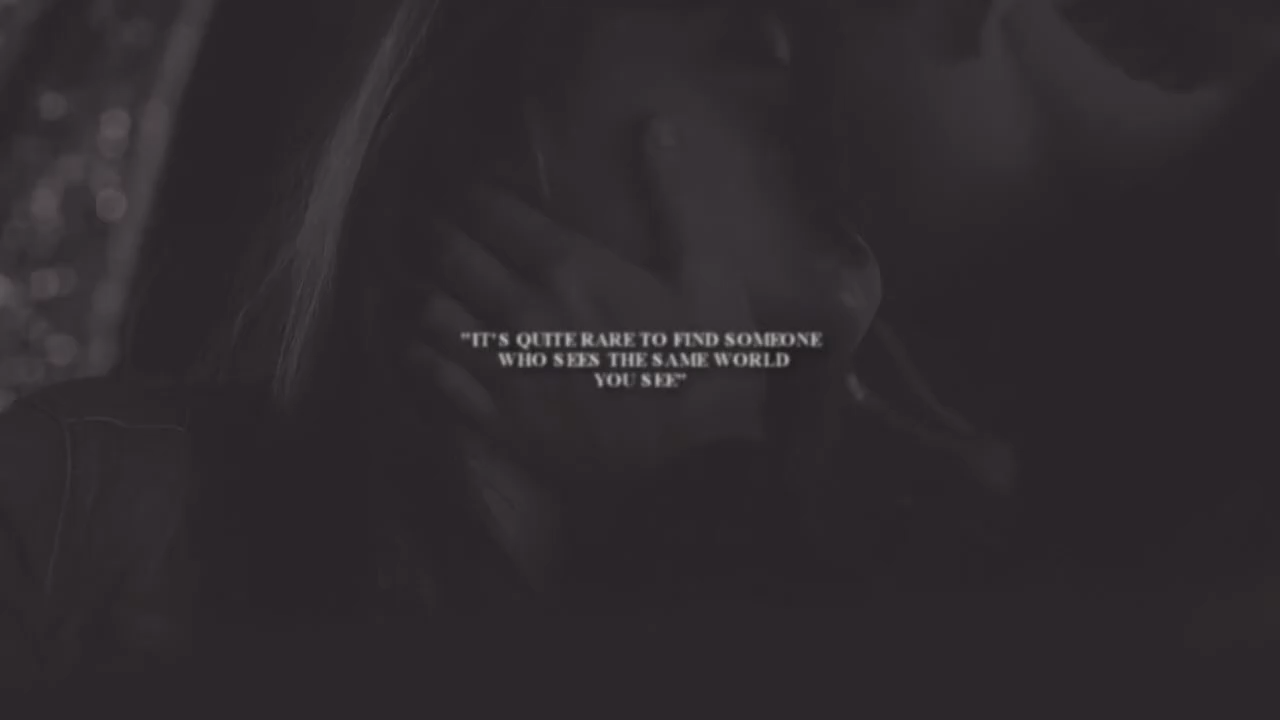 "IT'S QUITE RARE TO FIND SOMEONE
WHO SEES THE SAME WORLD
YOU SEE"